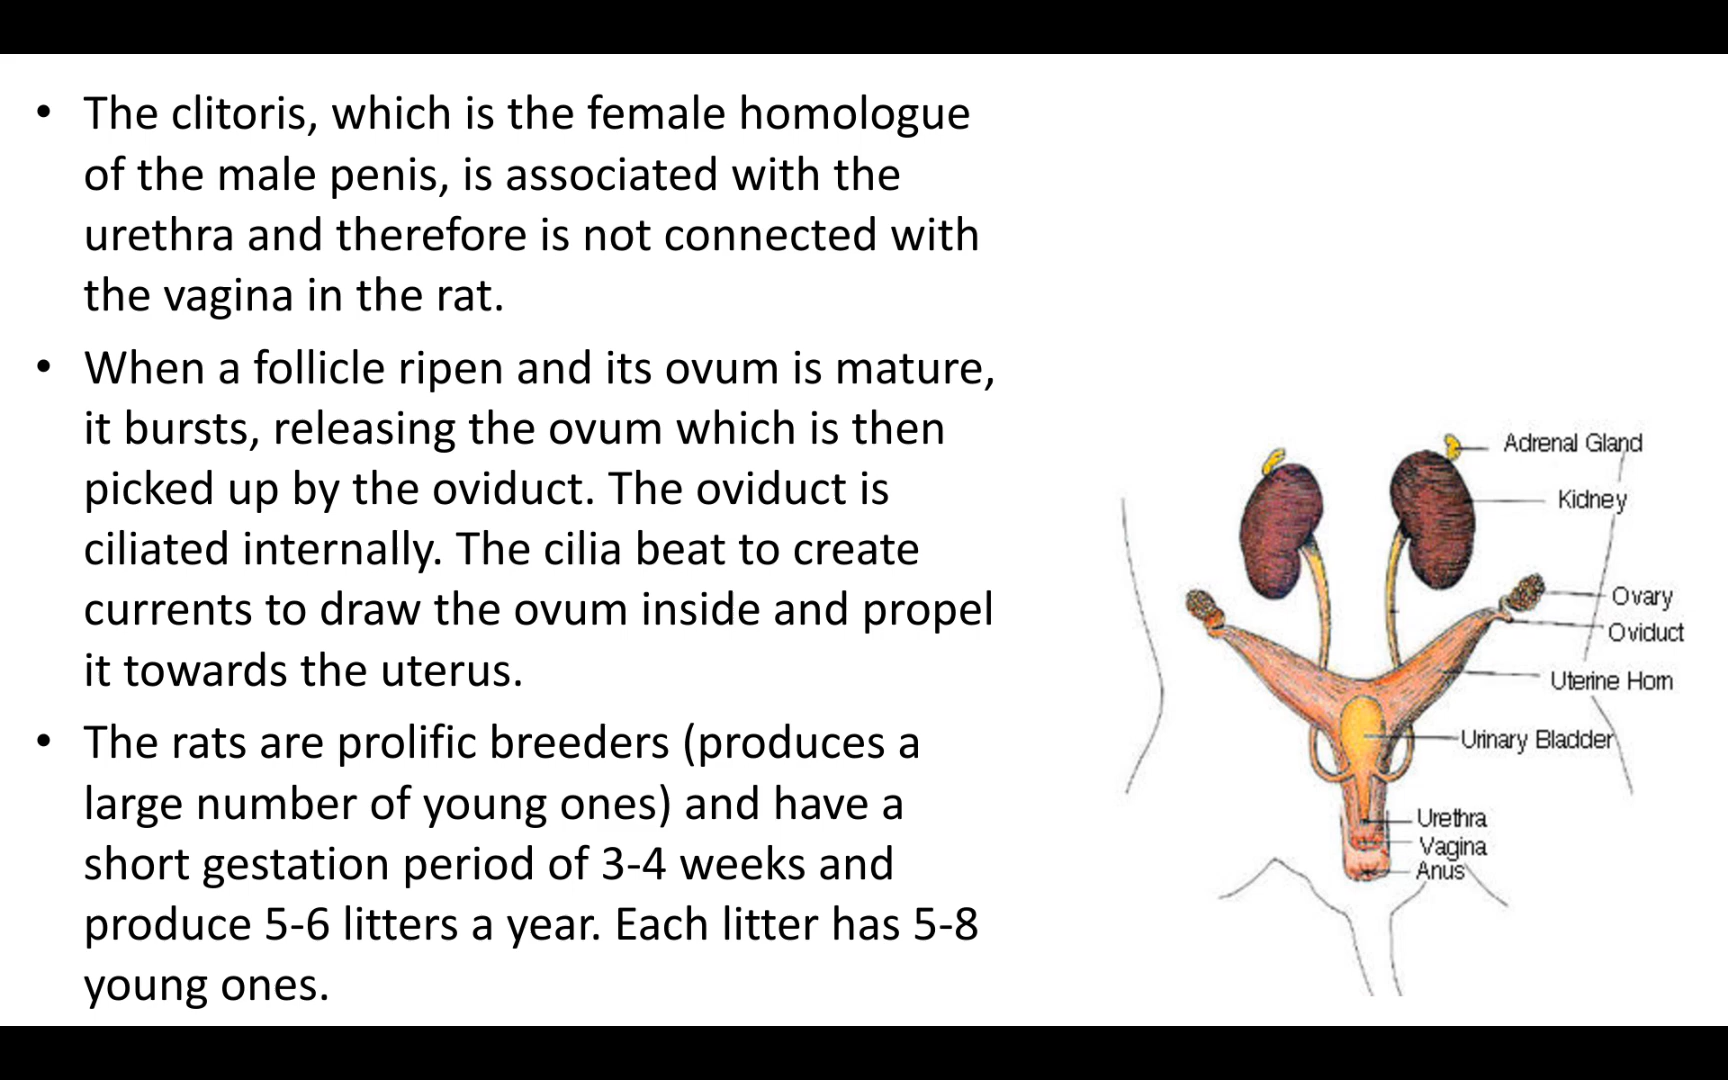 • The clitoris, which is the female homologue
of the male penis, is associated with the
urethra and therefore is not connected with
the vagina in the rat.
• When a follicle ripen and its ovum is mature,
it bursts, releasing the ovum which is then
picked up by the oviduct. The oviduct is
ciliated internally. The cilia beat to create
currents to draw the ovum inside and propel
it towards the uterus.
• The rats are prolific breeders (produces a
large number of young ones) and have a
short gestation period of 3-4 weeks and
produce 5-6 litters a year. Each litter has 5-8
young ones.
Adrenal Gland
Kidney
Ovary
Oviduct
Uterine Horn
Urinary Bladder
Urethra
Vagina
Anus